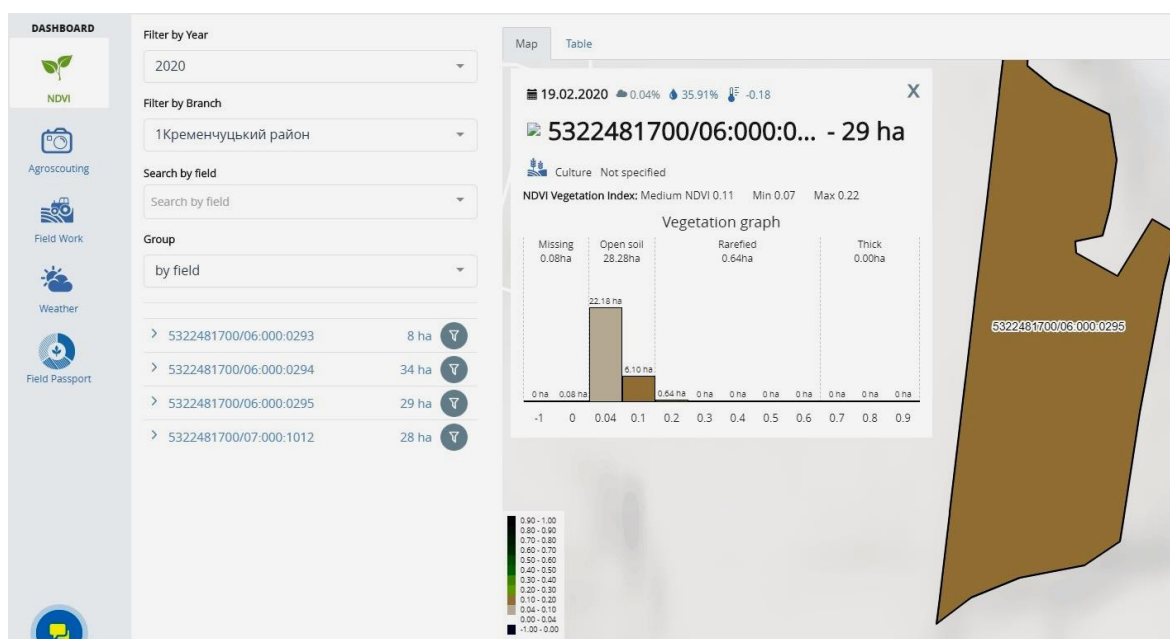 DASHBOARD
NDVI
Agroscouting
Field Work
Weather
Field Passport
Filter by Year
2020
Filter by Branch
1Кременчуцький район
Search by field
Search by field
Group
by field
5322481700/06:000:0293 8 ha
5322481700/06:000:0294 34 ha
5322481700/06:000:0295 29 ha
5322481700/07:000:1012 28 ha
Map Table
19.02.2020 0.04% 35.91% -0.18 X
5322481700/06:000:0... - 29 ha
Culture Not specified
NDVI Vegetation Index: Medium NDVI 0.11 Min 0.07 Max 0.22
Vegetation graph
Missing Open soil Rarefied Thick
0.08ha 28.28ha 0.64ha 0.00ha
22.18 ha
6.10 ha
0 ha 0.08 ha 0.64 ha 0 ha 0 ha 0 ha 0 ha 0 ha 0 ha 0 ha
-1 0 0.04 0.1 0.2 0.3 0.4 0.5 0.6 0.7 0.8 0.9
5322481700/06:000:0295
0.90 - 1.00
0.80 - 0.90
0.70 - 0.80
0.60 - 0.70
0.50 - 0.60
0.40 - 0.50
0.30 - 0.40
0.20 - 0.30
0.10 - 0.20
0.04 - 0.10
0.00 - 0.04
-1.00 - 0.00